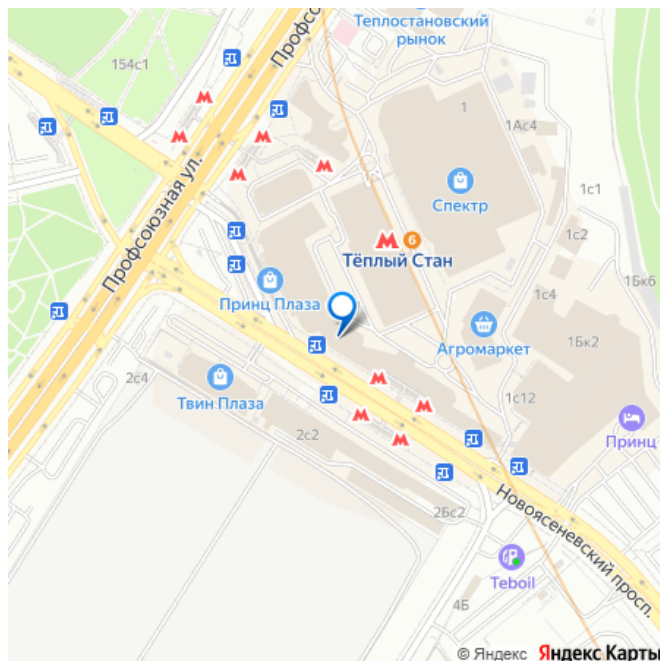 Теплостановский
рынок
Профсо
154с1
1
1Ас4
Спектр
1с1
Профсоюзная ул.
1с2
6
Тёплый Стан
1Бк6
Принц Плаза
1с4
Агромаркет
1Бк2
2с4
Твин Плаза
1с12
2с2
Принц
Новоясеневский просп.
2Бс2
Teboil
4Б
© Яндекс Яндекс Карты